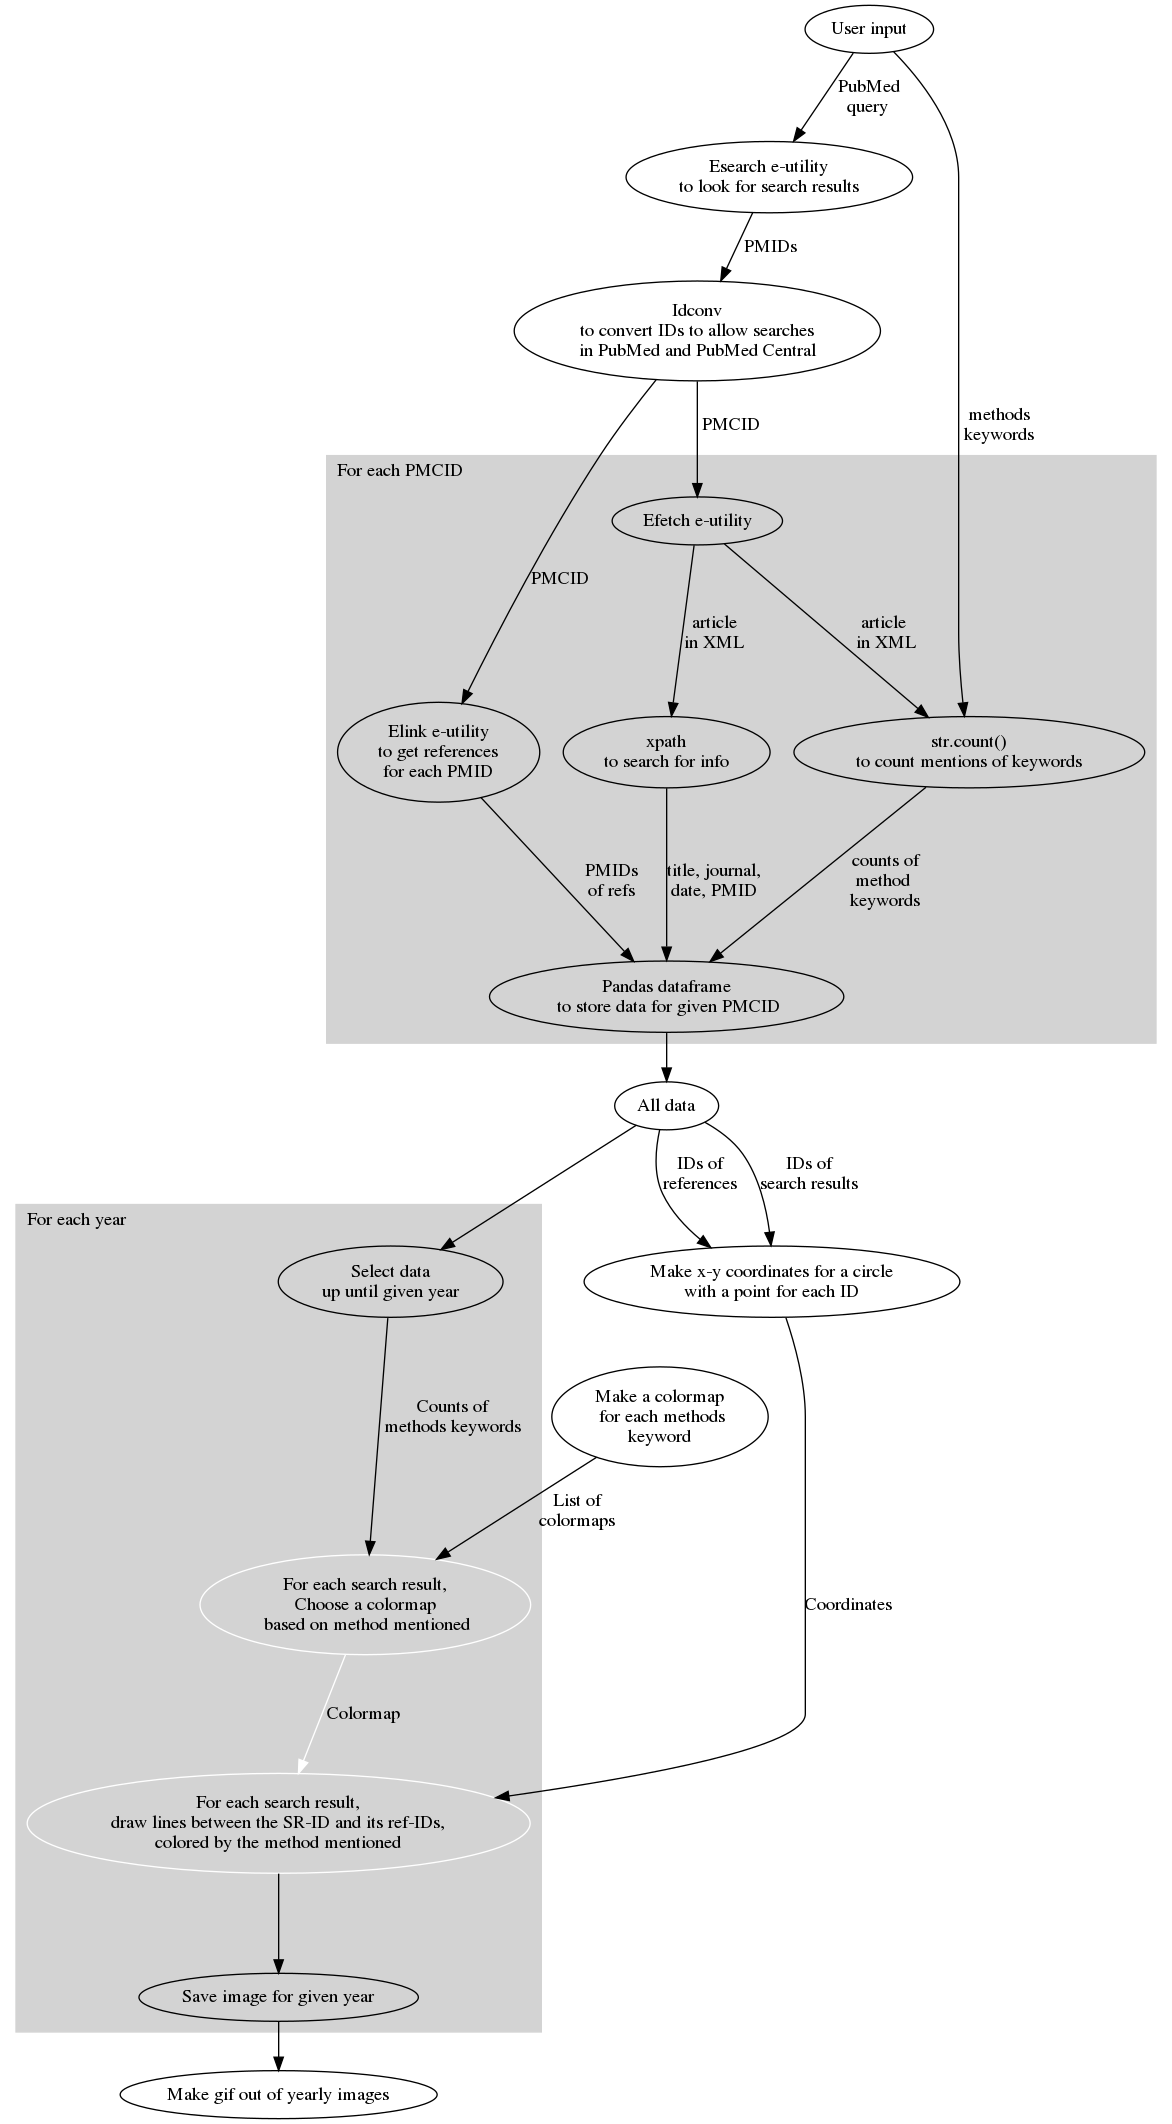 User input
PubMed
query
Esearch e-utility
to look for search results
PMIDs
Idconv
to convert IDs to allow searches
in PubMed and PubMed Central
PMCID
methods
keywords
For each PMCID
Efetch e-utility
PMCID
article
in XML
article
in XML
Elink e-utility
to get references
for each PMID
xpath
to search for info
str.count()
to count mentions of keywords
PMIDs
of refs
title, journal,
date, PMID
counts of
method
keywords
Pandas dataframe
to store data for given PMCID
All data
IDs of
references
IDs of
search results
For each year
Select data
up until given year
Make x-y coordinates for a circle
with a point for each ID
Counts of
methods keywords
Make a colormap
for each methods
keyword
List of
colormaps
For each search result,
Choose a colormap
based on method mentioned
Coordinates
Colormap
For each search result,
draw lines between the SR-ID and its ref-IDs,
colored by the method mentioned
Save image for given year
Make gif out of yearly images